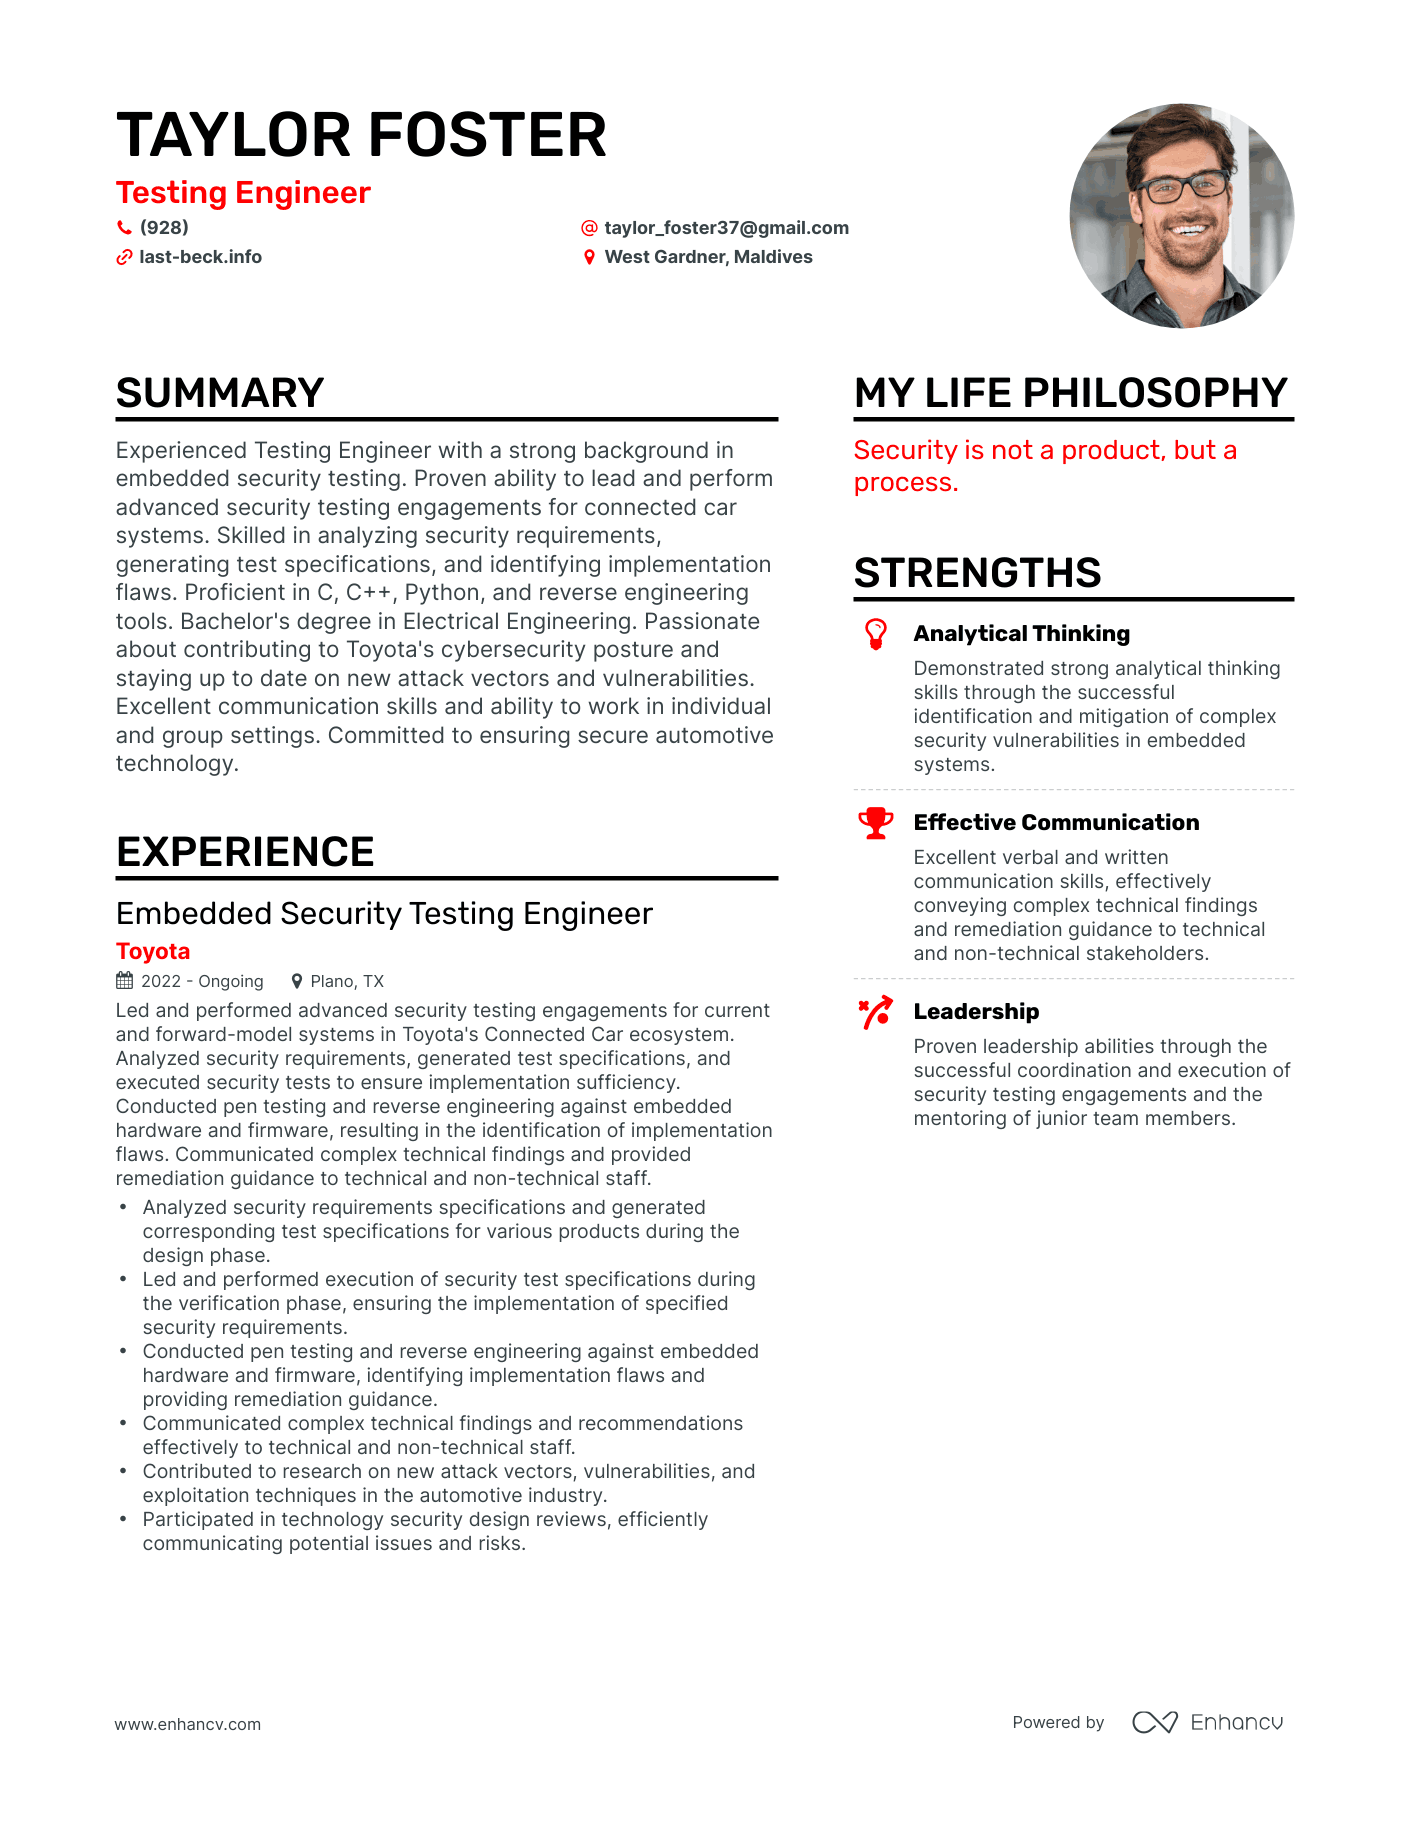 TAYLOR FOSTER
Testing Engineer
(928)
taylor_foster37@gmail.com
last-beck.info
West Gardner, Maldives
SUMMARY
Experienced Testing Engineer with a strong background in
embedded security testing. Proven ability to lead and perform
advanced security testing engagements for connected car
systems. Skilled in analyzing security requirements,
generating test specifications, and identifying implementation
flaws. Proficient in C, C++, Python, and reverse engineering
tools. Bachelor's degree in Electrical Engineering. Passionate
about contributing to Toyota's cybersecurity posture and
staying up to date on new attack vectors and vulnerabilities.
Excellent communication skills and ability to work in individual
and group settings. Committed to ensuring secure automotive
technology.
EXPERIENCE
Embedded Security Testing Engineer
Toyota
2022 - Ongoing
Plano, TX
Led and performed advanced security testing engagements for current
and forward-model systems in Toyota's Connected Car ecosystem.
Analyzed security requirements, generated test specifications, and
executed security tests to ensure implementation sufficiency.
Conducted pen testing and reverse engineering against embedded
hardware and firmware, resulting in the identification of implementation
flaws. Communicated complex technical findings and provided
remediation guidance to technical and non-technical staff.
• Analyzed security requirements specifications and generated
corresponding test specifications for various products during the
design phase.
• Led and performed execution of security test specifications during
the verification phase, ensuring the implementation of specified
security requirements.
• Conducted pen testing and reverse engineering against embedded
hardware and firmware, identifying implementation flaws and
providing remediation guidance.
• Communicated complex technical findings and recommendations
effectively to technical and non-technical staff.
• Contributed to research on new attack vectors, vulnerabilities, and
exploitation techniques in the automotive industry.
• Participated in technology security design reviews, efficiently
communicating potential issues and risks.
MY LIFE PHILOSOPHY
Security is not a product, but a
process.
STRENGTHS
Analytical Thinking
Demonstrated strong analytical thinking
skills through the successful
identification and mitigation of complex
security vulnerabilities in embedded
systems.
Effective Communication
Excellent verbal and written
communication skills, effectively
conveying complex technical findings
and remediation guidance to technical
and non-technical stakeholders.
Leadership
Proven leadership abilities through the
successful coordination and execution of
security testing engagements and the
mentoring of junior team members.
www.enhancv.com
Powered by
Enhancv